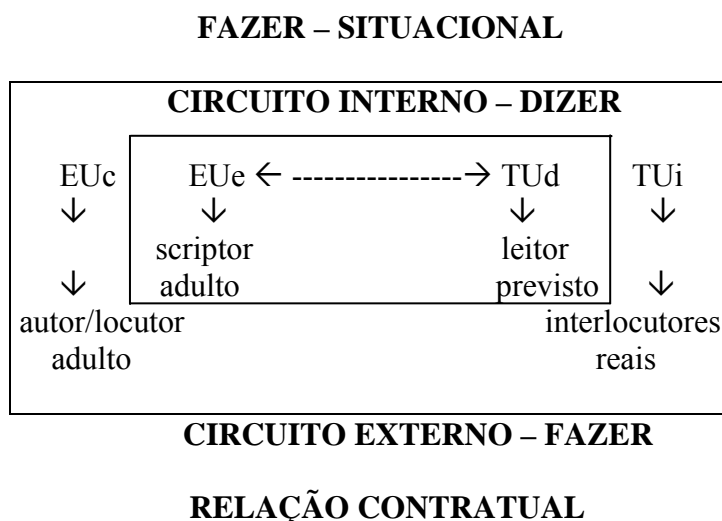 FAZER – SITUACIONAL
CIRCUITO INTERNO – DIZER
EUc EUe ← ---------------- → TUd TUi
↓ ↓ ↓ ↓
scriptor leitor
↓ adulto previsto ↓
autor/locutor interlocutores
adulto reais
CIRCUITO EXTERNO – FAZER
RELAÇÃO CONTRATUAL